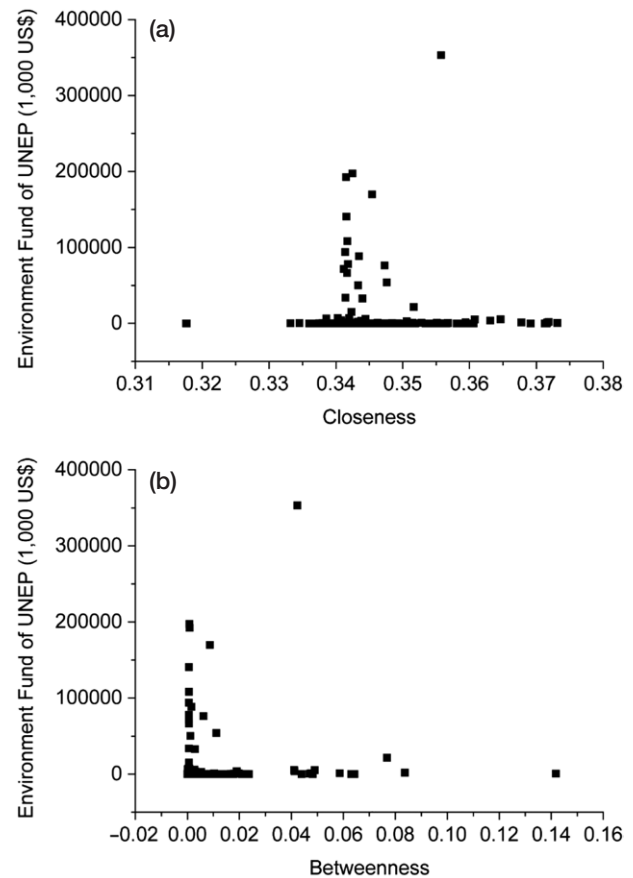 (a)
Environment Fund of UNEP (1,000 US$)
400000
300000
200000
100000
0
0.31 0.32 0.33 0.34 0.35 0.36 0.37 0.38
Closeness
(b)
Environment Fund of UNEP (1,000 US$)
400000
300000
200000
100000
0
−0.02 0.00 0.02 0.04 0.06 0.08 0.10 0.12 0.14 0.16
Betweenness